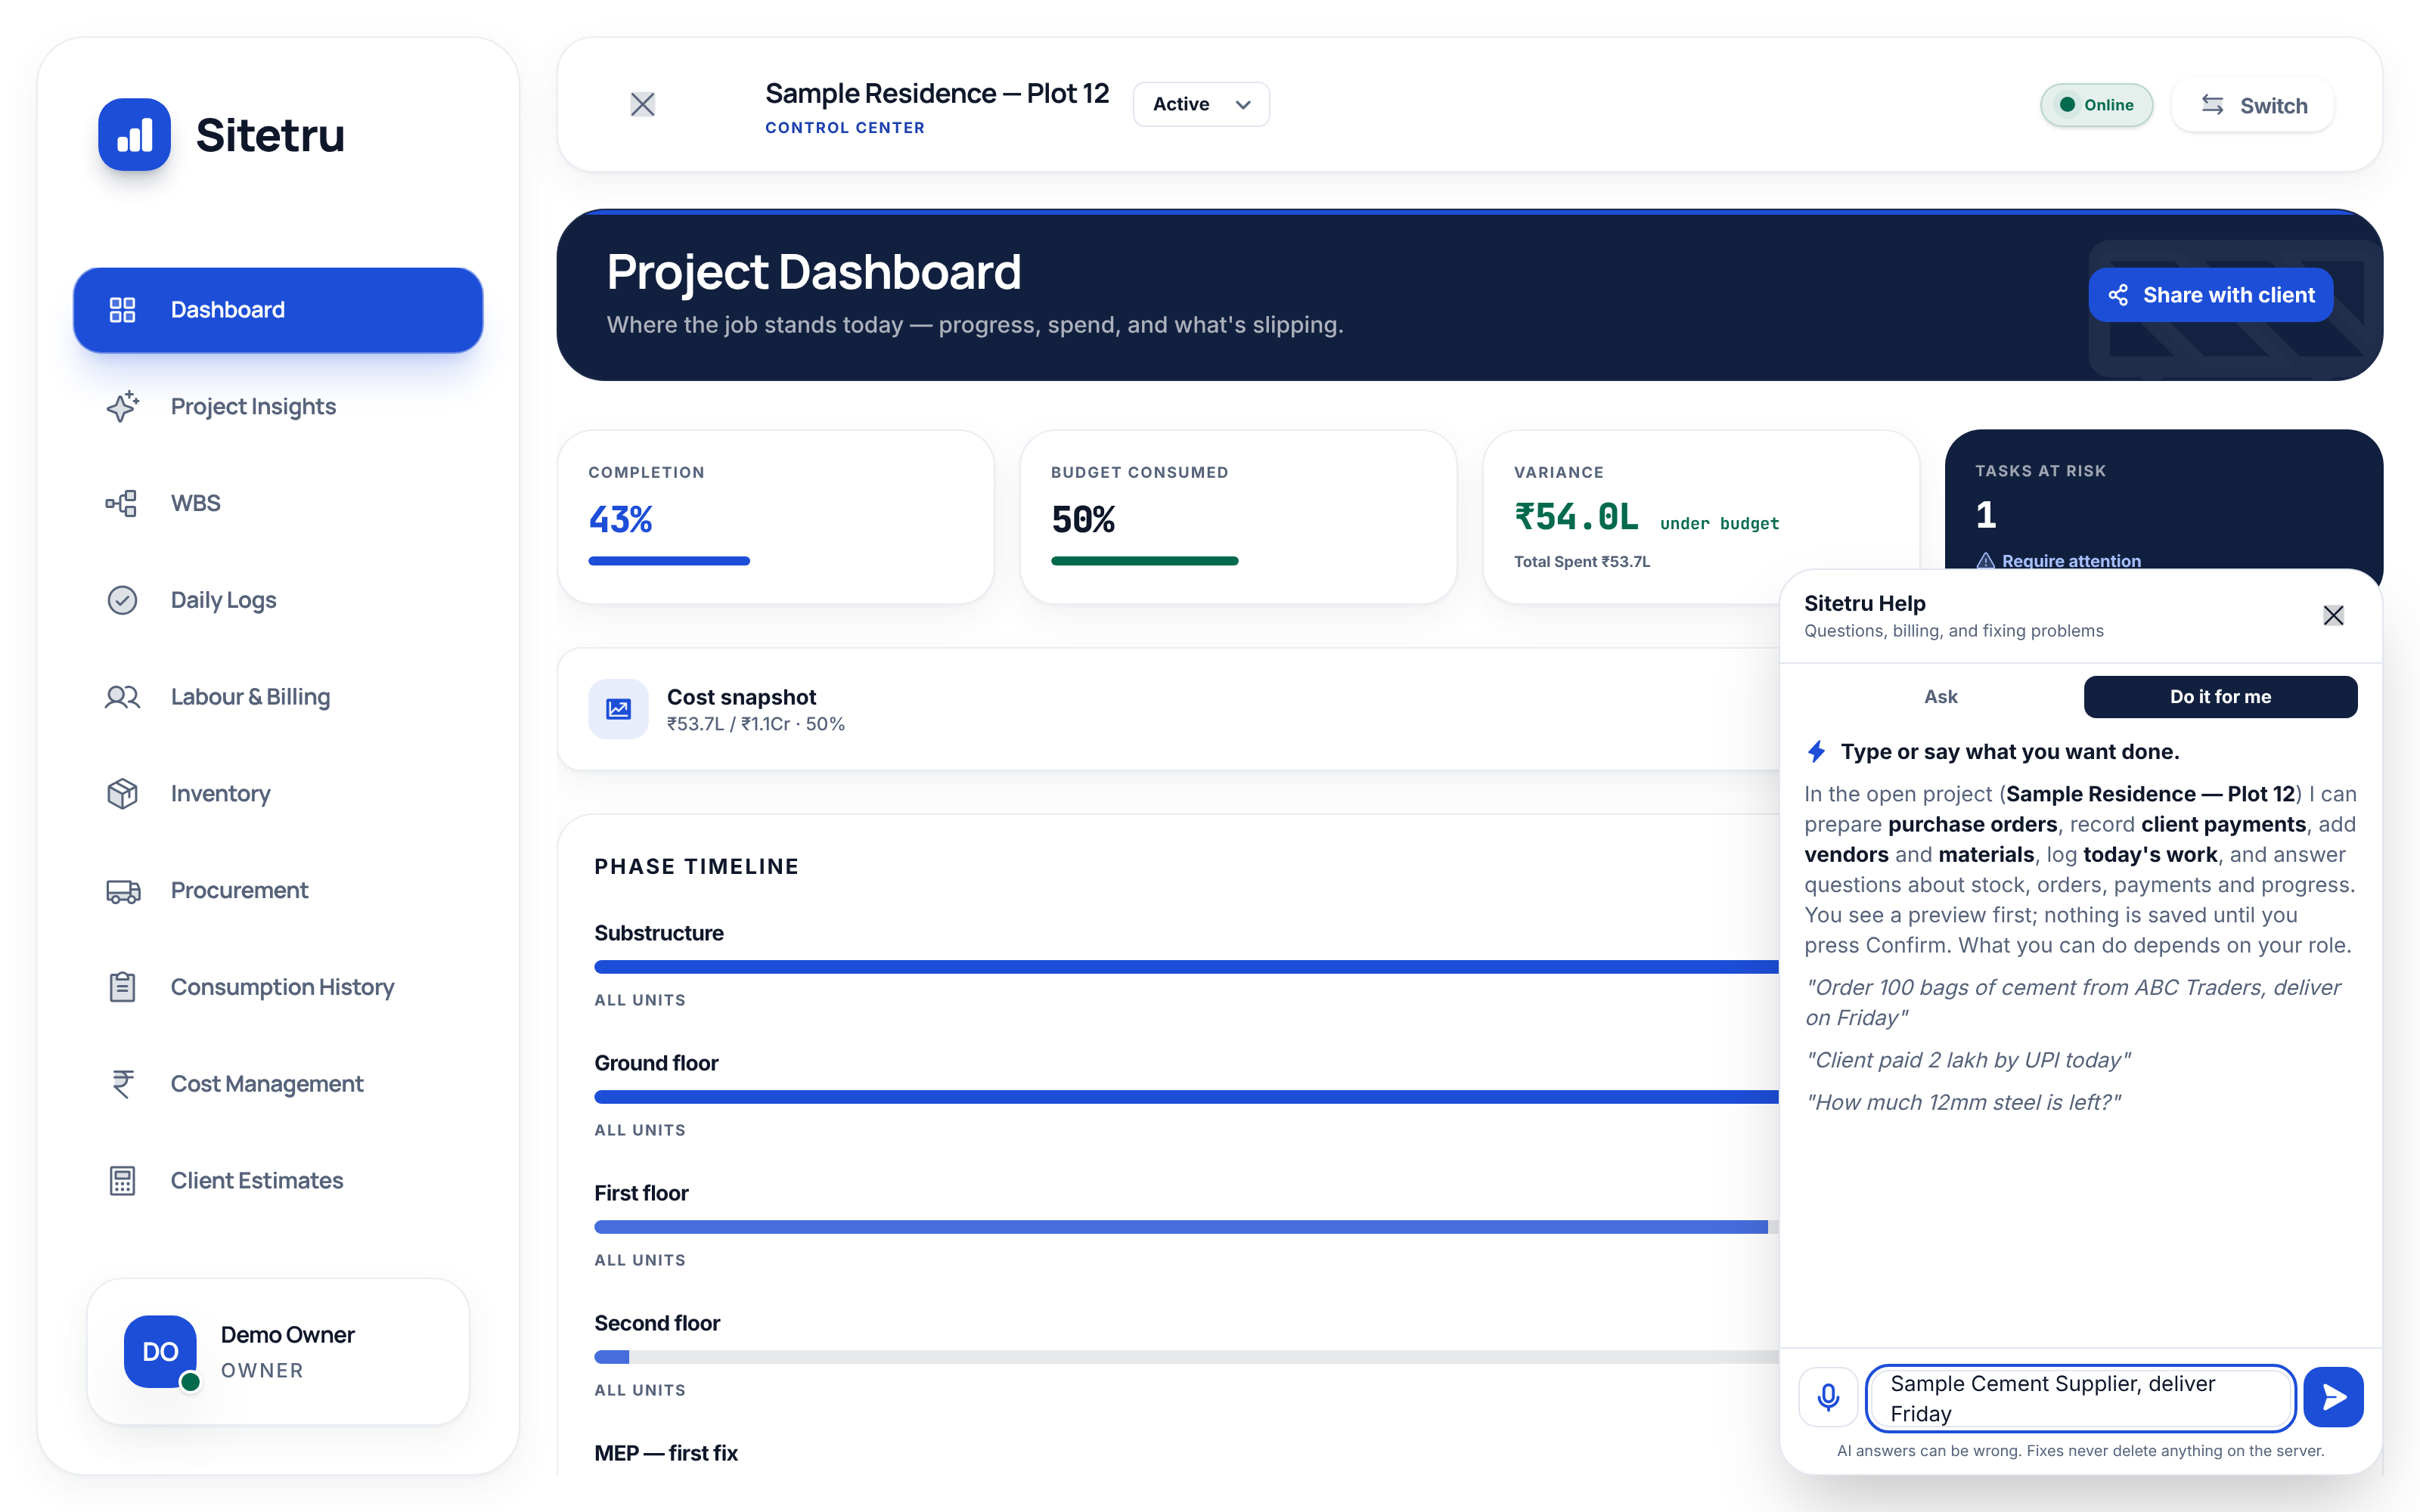 Sitetru
Dashboard
Project Insights
WBS
Daily Logs
Labour & Billing
Inventory
Procurement
Consumption History
Cost Management
Client Estimates
DO
Demo Owner
OWNER
Sample Residence — Plot 12
CONTROL CENTER
Active
Online
Switch
Project Dashboard
Where the job stands today — progress, spend, and what's slipping.
Share with client
COMPLETION
43%
BUDGET CONSUMED
50%
VARIANCE
₹54.0L under budget
Total Spent ₹53.7L
TASKS AT RISK
1
Require attention
Cost snapshot
₹53.7L / ₹1.1Cr · 50%
PHASE TIMELINE
Substructure
ALL UNITS
Ground floor
ALL UNITS
First floor
ALL UNITS
Second floor
ALL UNITS
MEP — first fix
Sitetru Help
Questions, billing, and fixing problems
Ask
Do it for me
Type or say what you want done.
In the open project (Sample Residence — Plot 12) I can
prepare purchase orders, record client payments, add
vendors and materials, log today's work, and answer
questions about stock, orders, payments and progress.
You see a preview first; nothing is saved until you
press Confirm. What you can do depends on your role.
"Order 100 bags of cement from ABC Traders, deliver
on Friday"
"Client paid 2 lakh by UPI today"
"How much 12mm steel is left?"
Sample Cement Supplier, deliver
Friday
AI answers can be wrong. Fixes never delete anything on the server.